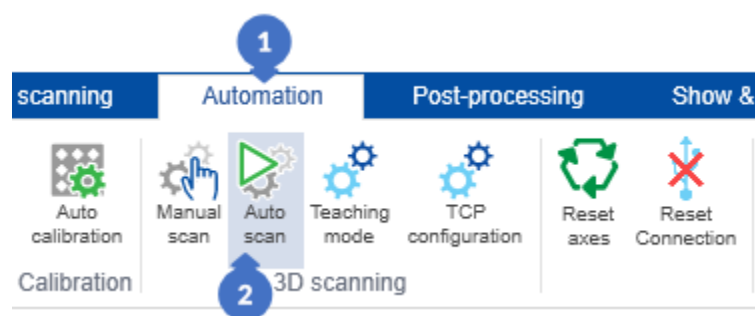 1
scanning
Automation
Post-processing
Show &
Auto
calibration
Manual
scan
Auto
scan
Teaching
mode
TCP
configuration
Reset
axes
Reset
Connection
Calibration
2
3D scanning